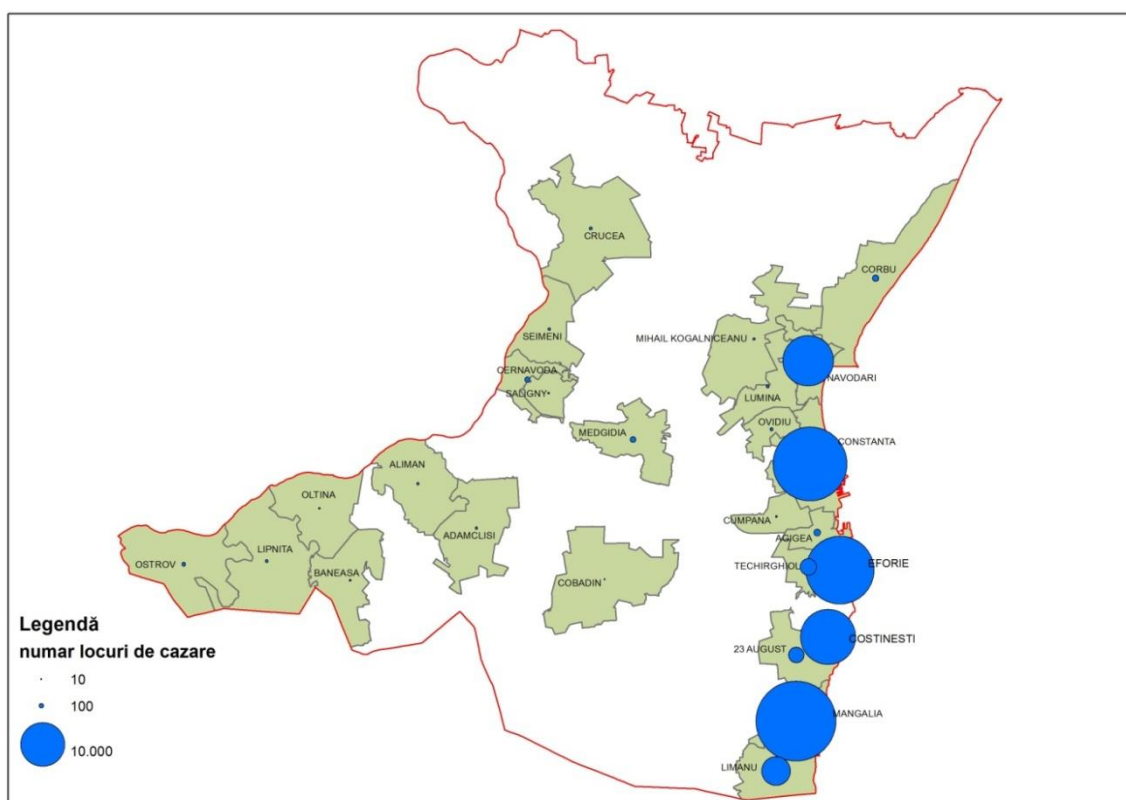 CRUCEA
CORBU
SEIMENI
MIHAIL KOGALNICEANU
CERNAVODA
NAVODARI
SALIGNY
LUMINA
OVIDIU
MEDGIDIA
CONSTANTA
ALIMAN
OLTINA
CUMPANA
ADAMCLISI
AGIGEA
LIPNITA
OSTROV
TECHIRGHIOL
EFORIE
BANEASA
COBADIN
COSTINESTI
23 AUGUST
MANGALIA
LIMANU
Legendă
numar locuri de cazare
10
100
10.000